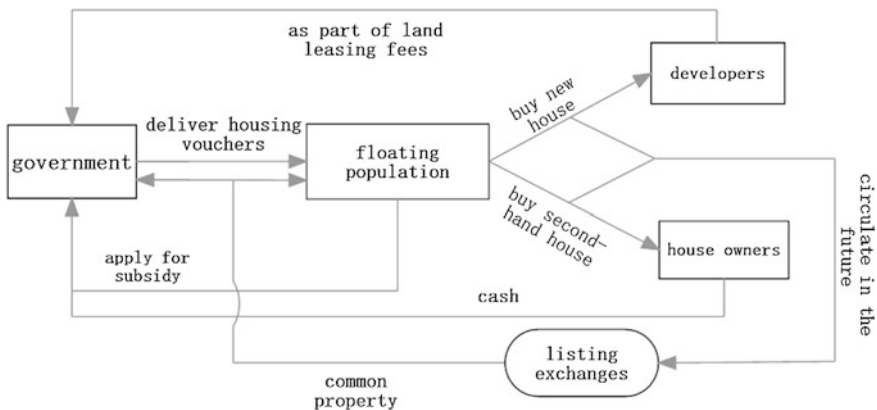 as part of land
leasing fees
developers
buy new
house
deliver housing
vouchers
government
floating
population
circulate in the
future
buy second-
hand house
house owners
apply for
subsidy
cash
listing
exchanges
common
property